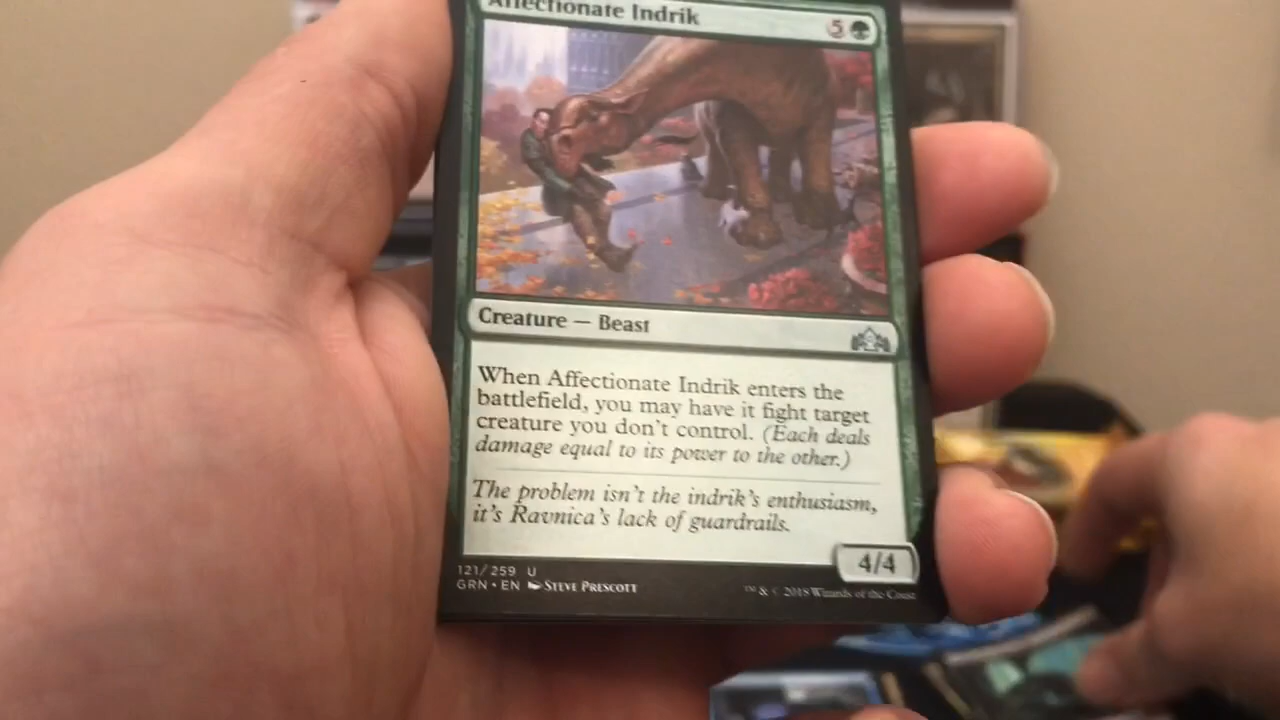 Affectionate Indrik 5
Creature — Beast
When Affectionate Indrik enters the
battlefield, you may have it fight target
creature you don't control. (Each deals
damage equal to its power to the other.)
The problem isn't the indrik's enthusiasm,
it's Ravnica's lack of guardrails.
4/4
121/259 U
GRN • EN STEVE PRESCOTT
™ & © 2018 Wizards of the Coast